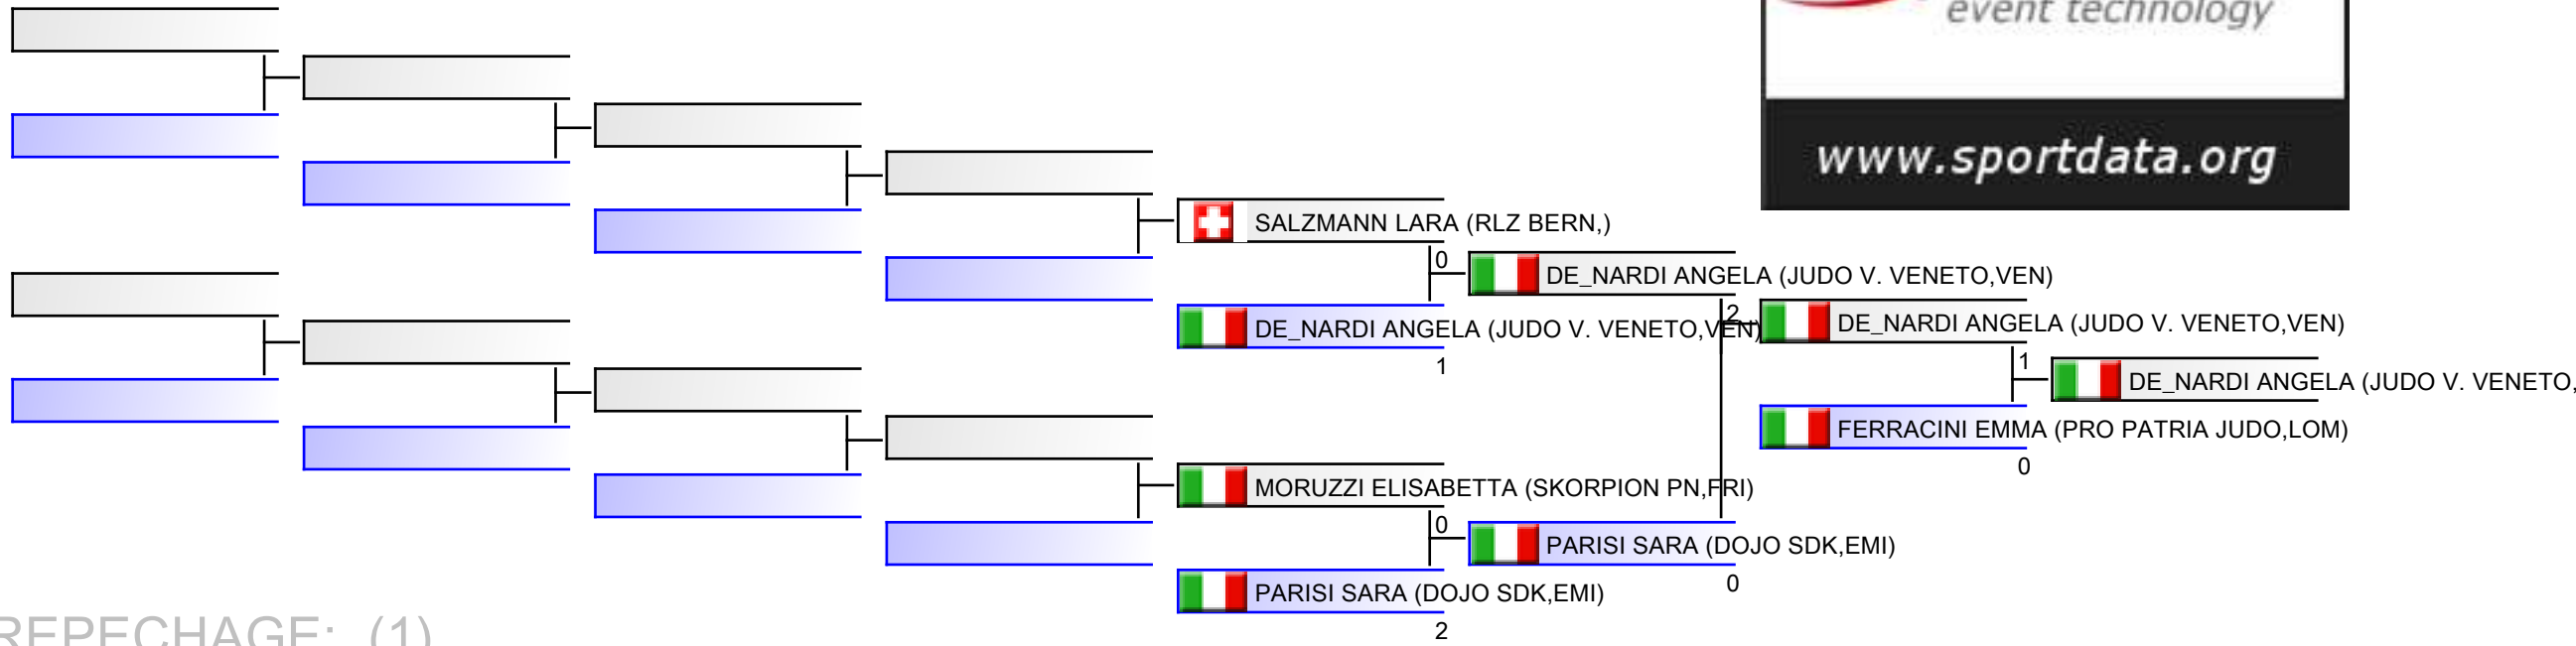 event technology
www.sportdata.org
SALZMANN LARA (RLZ BERN,)
0
DE_NARDI ANGELA (JUDO V. VENETO,VEN)
DE_NARDI ANGELA (JUDO V. VENETO,VEN)
1
2
DE_NARDI ANGELA (JUDO V. VENETO,VEN)
1
DE_NARDI ANGELA (JUDO V. VENETO,
FERRACINI EMMA (PRO PATRIA JUDO,LOM)
0
MORUZZI ELISABETTA (SKORPION PN,FRI)
0
PARISI SARA (DOJO SDK,EMI)
0
PARISI SARA (DOJO SDK,EMI)
2
REPECHAGE: (1)